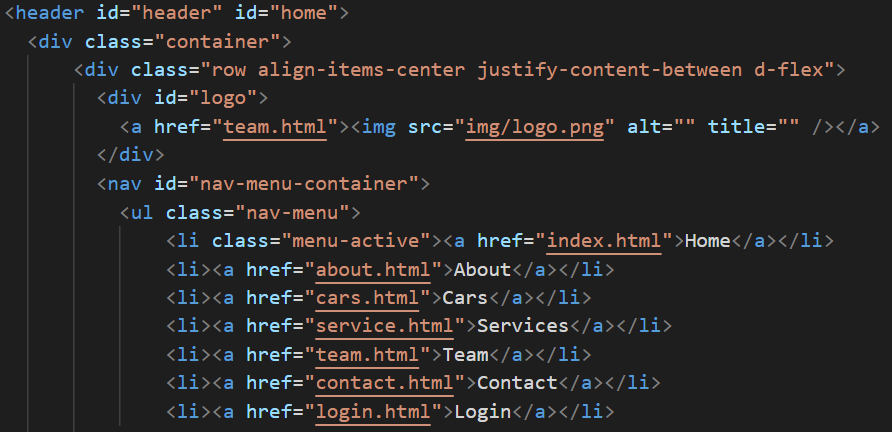 <header id="header" id="home">
<div class="container">
<div class="row align-items-center justify-content-between d-flex">
<div id="logo">
<a href="team.html"><img src="img/logo.png" alt="" title="" /></a>
</div>
<nav id="nav-menu-container">
<ul class="nav-menu">
<li class="menu-active"><a href="index.html">Home</a></li>
<li><a href="about.html">About</a></li>
<li><a href="cars.html">Cars</a></li>
<li><a href="service.html">Services</a></li>
<li><a href="team.html">Team</a></li>
<li><a href="contact.html">Contact</a></li>
<li><a href="login.html">Login</a></li>